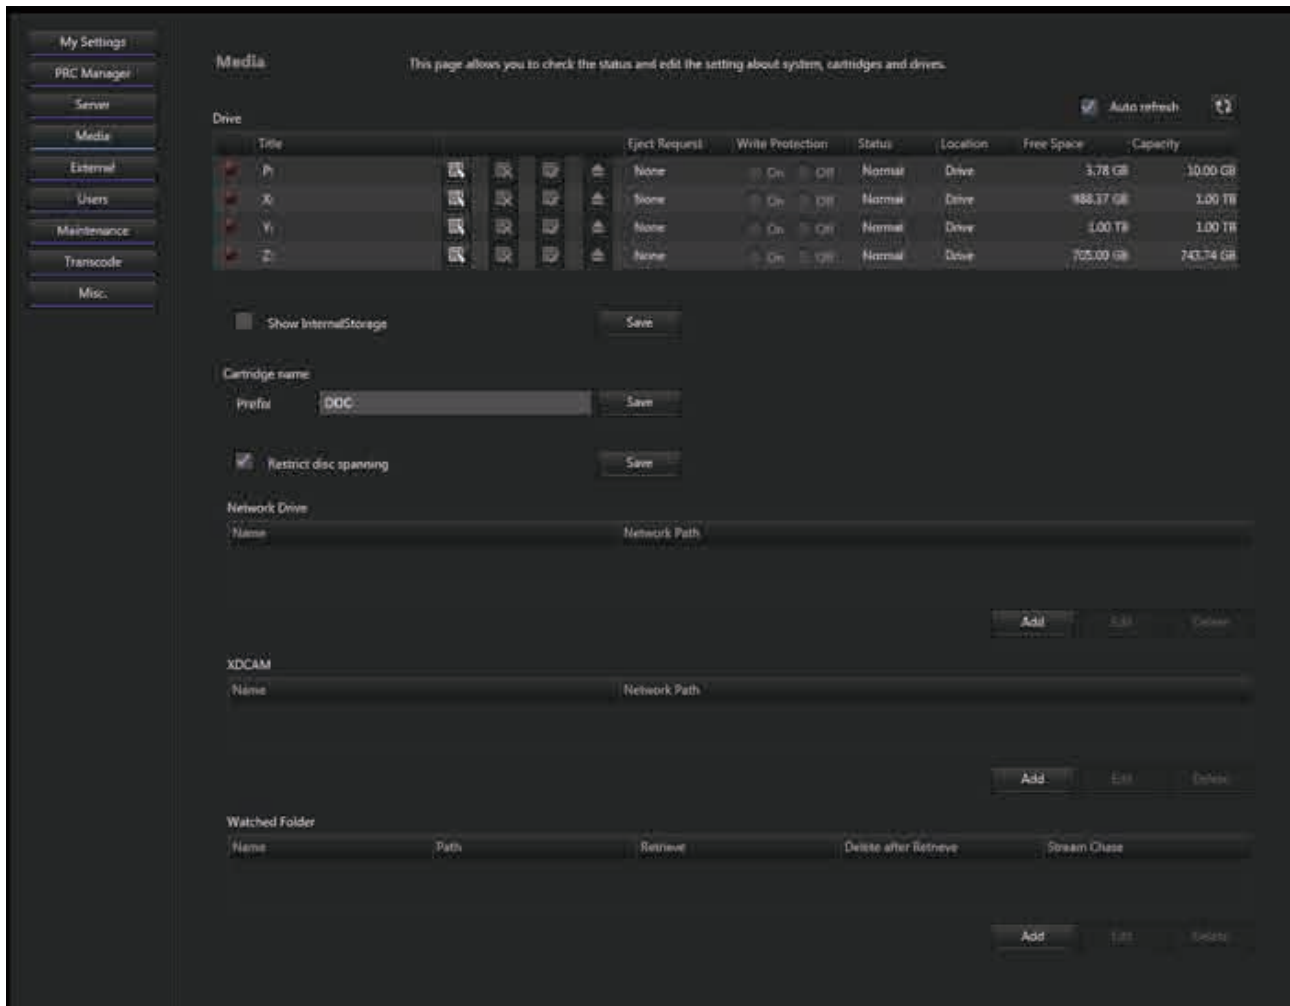 My Settings
PRC Manager
Server
Media
External
Users
Maintenance
Transcode
Misc.
Media This page allows you to check the status and edit the setting about system, cartridges and drives.
Auto refresh
Drive
Title Eject Request Write Protection Status Location Free Space Capacity
P: None On Off Normal Drive 3.78 GB 10.00 GB
X: None On Off Normal Drive 988.37 GB 1.00 TB
Y: None On Off Normal Drive 1.00 TB 1.00 TB
Z: None On Off Normal Drive 705.00 GB 743.74 GB
Show InternalStorage Save
Cartridge name
Prefix Save
Restrict disc spanning Save
Network Drive
Name Network Path
Add Edit Delete
XDCAM
Name Network Path
Add Edit Delete
Watched Folder
Name Path Retrieve Delete after Retrieve Stream Chase
Add Edit Delete